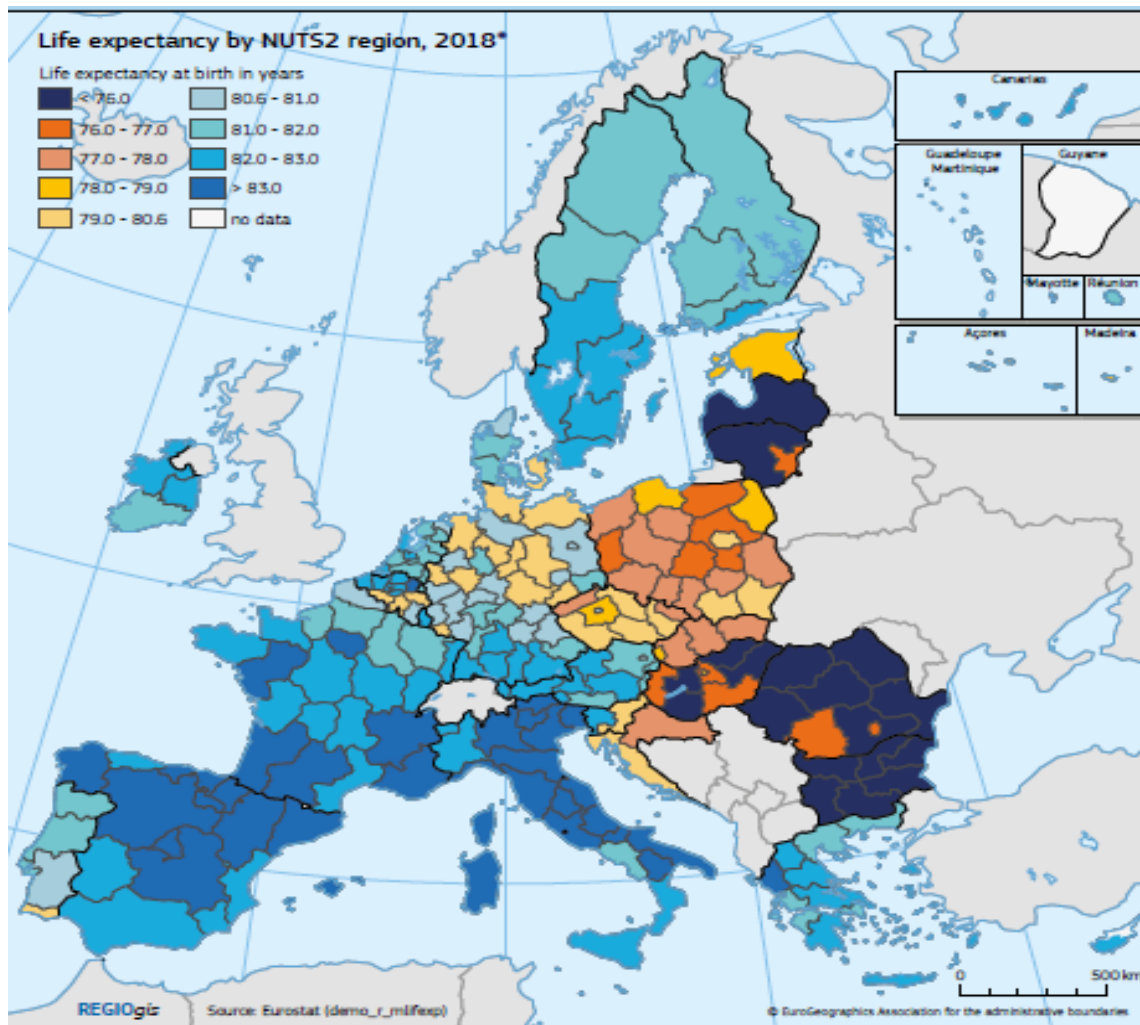 Life expectancy by NUTS2 region, 2018*
Life expectancy at birth in years
< 76.0
76.0 - 77.0
77.0 - 78.0
78.0 - 79.0
79.0 - 80.6
80.6 - 81.0
81.0 - 82.0
82.0 - 83.0
> 83.0
no data
Canarias
Guadeloupe
Martinique
Guyane
Mayotte
Réunion
Açores
Madeira
0
500 km
REGIOgis
Source: Eurostat (demo_r_mlifexp)
© EuroGeographics Association for the administrative boundaries